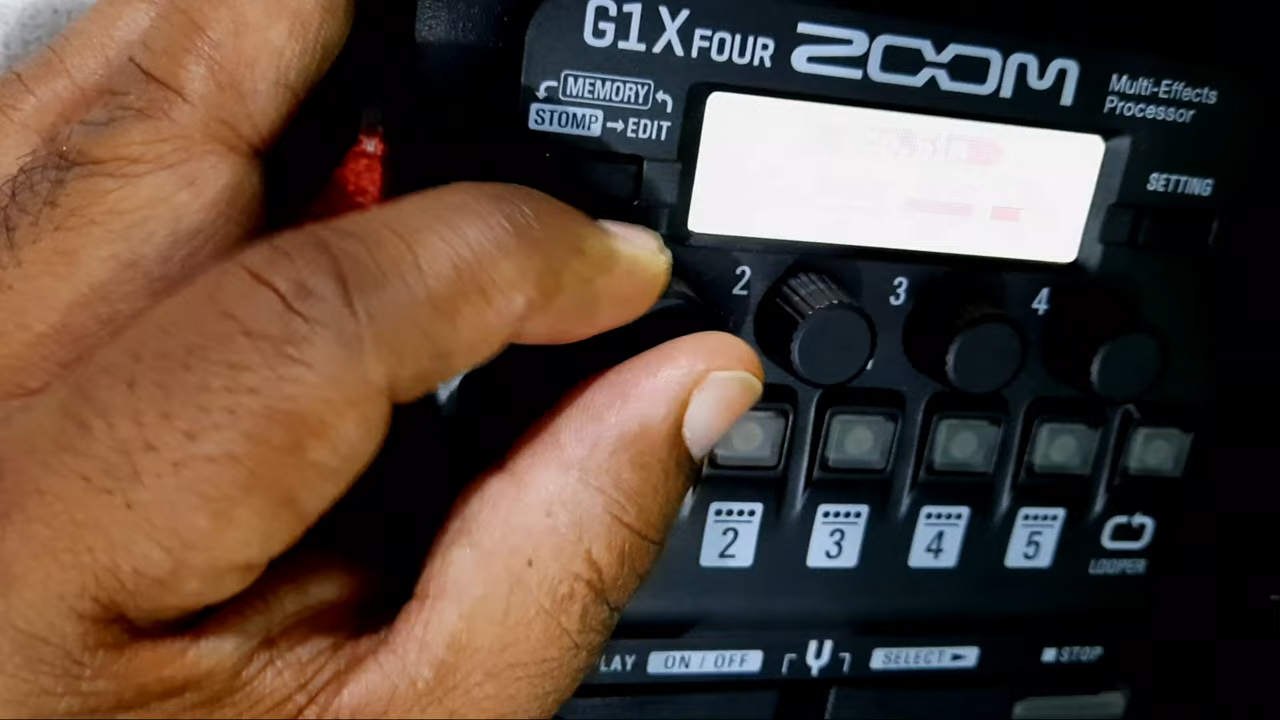 G1X FOUR ZOOM
Multi-Effects
Processor
MEMORY
STOMP → EDIT
SETTING
2 3 4
2 3 4 5
LOOPER
LAY ON / OFF SELECT ► ■ STOP